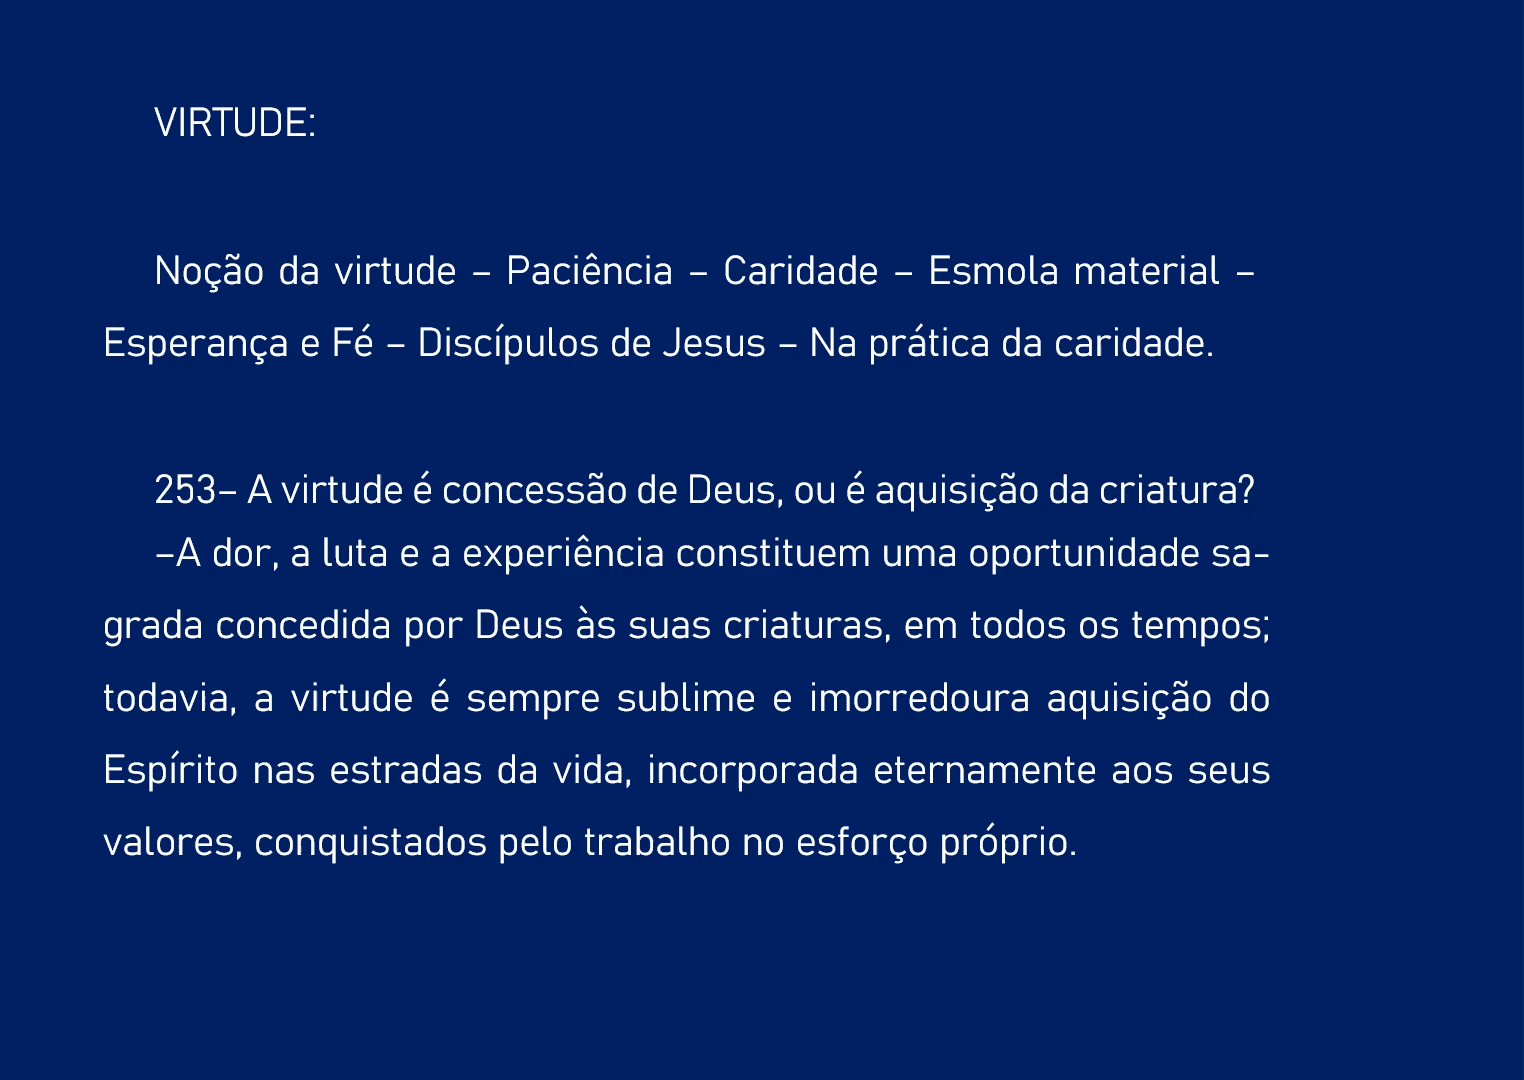 VIRTUDE:
Noção da virtude – Paciência – Caridade – Esmola material –
Esperança e Fé – Discípulos de Jesus – Na prática da caridade.
253– A virtude é concessão de Deus, ou é aquisição da criatura?
–A dor, a luta e a experiência constituem uma oportunidade sa-
grada concedida por Deus às suas criaturas, em todos os tempos;
todavia, a virtude é sempre sublime e imorredoura aquisição do
Espírito nas estradas da vida, incorporada eternamente aos seus
valores, conquistados pelo trabalho no esforço próprio.